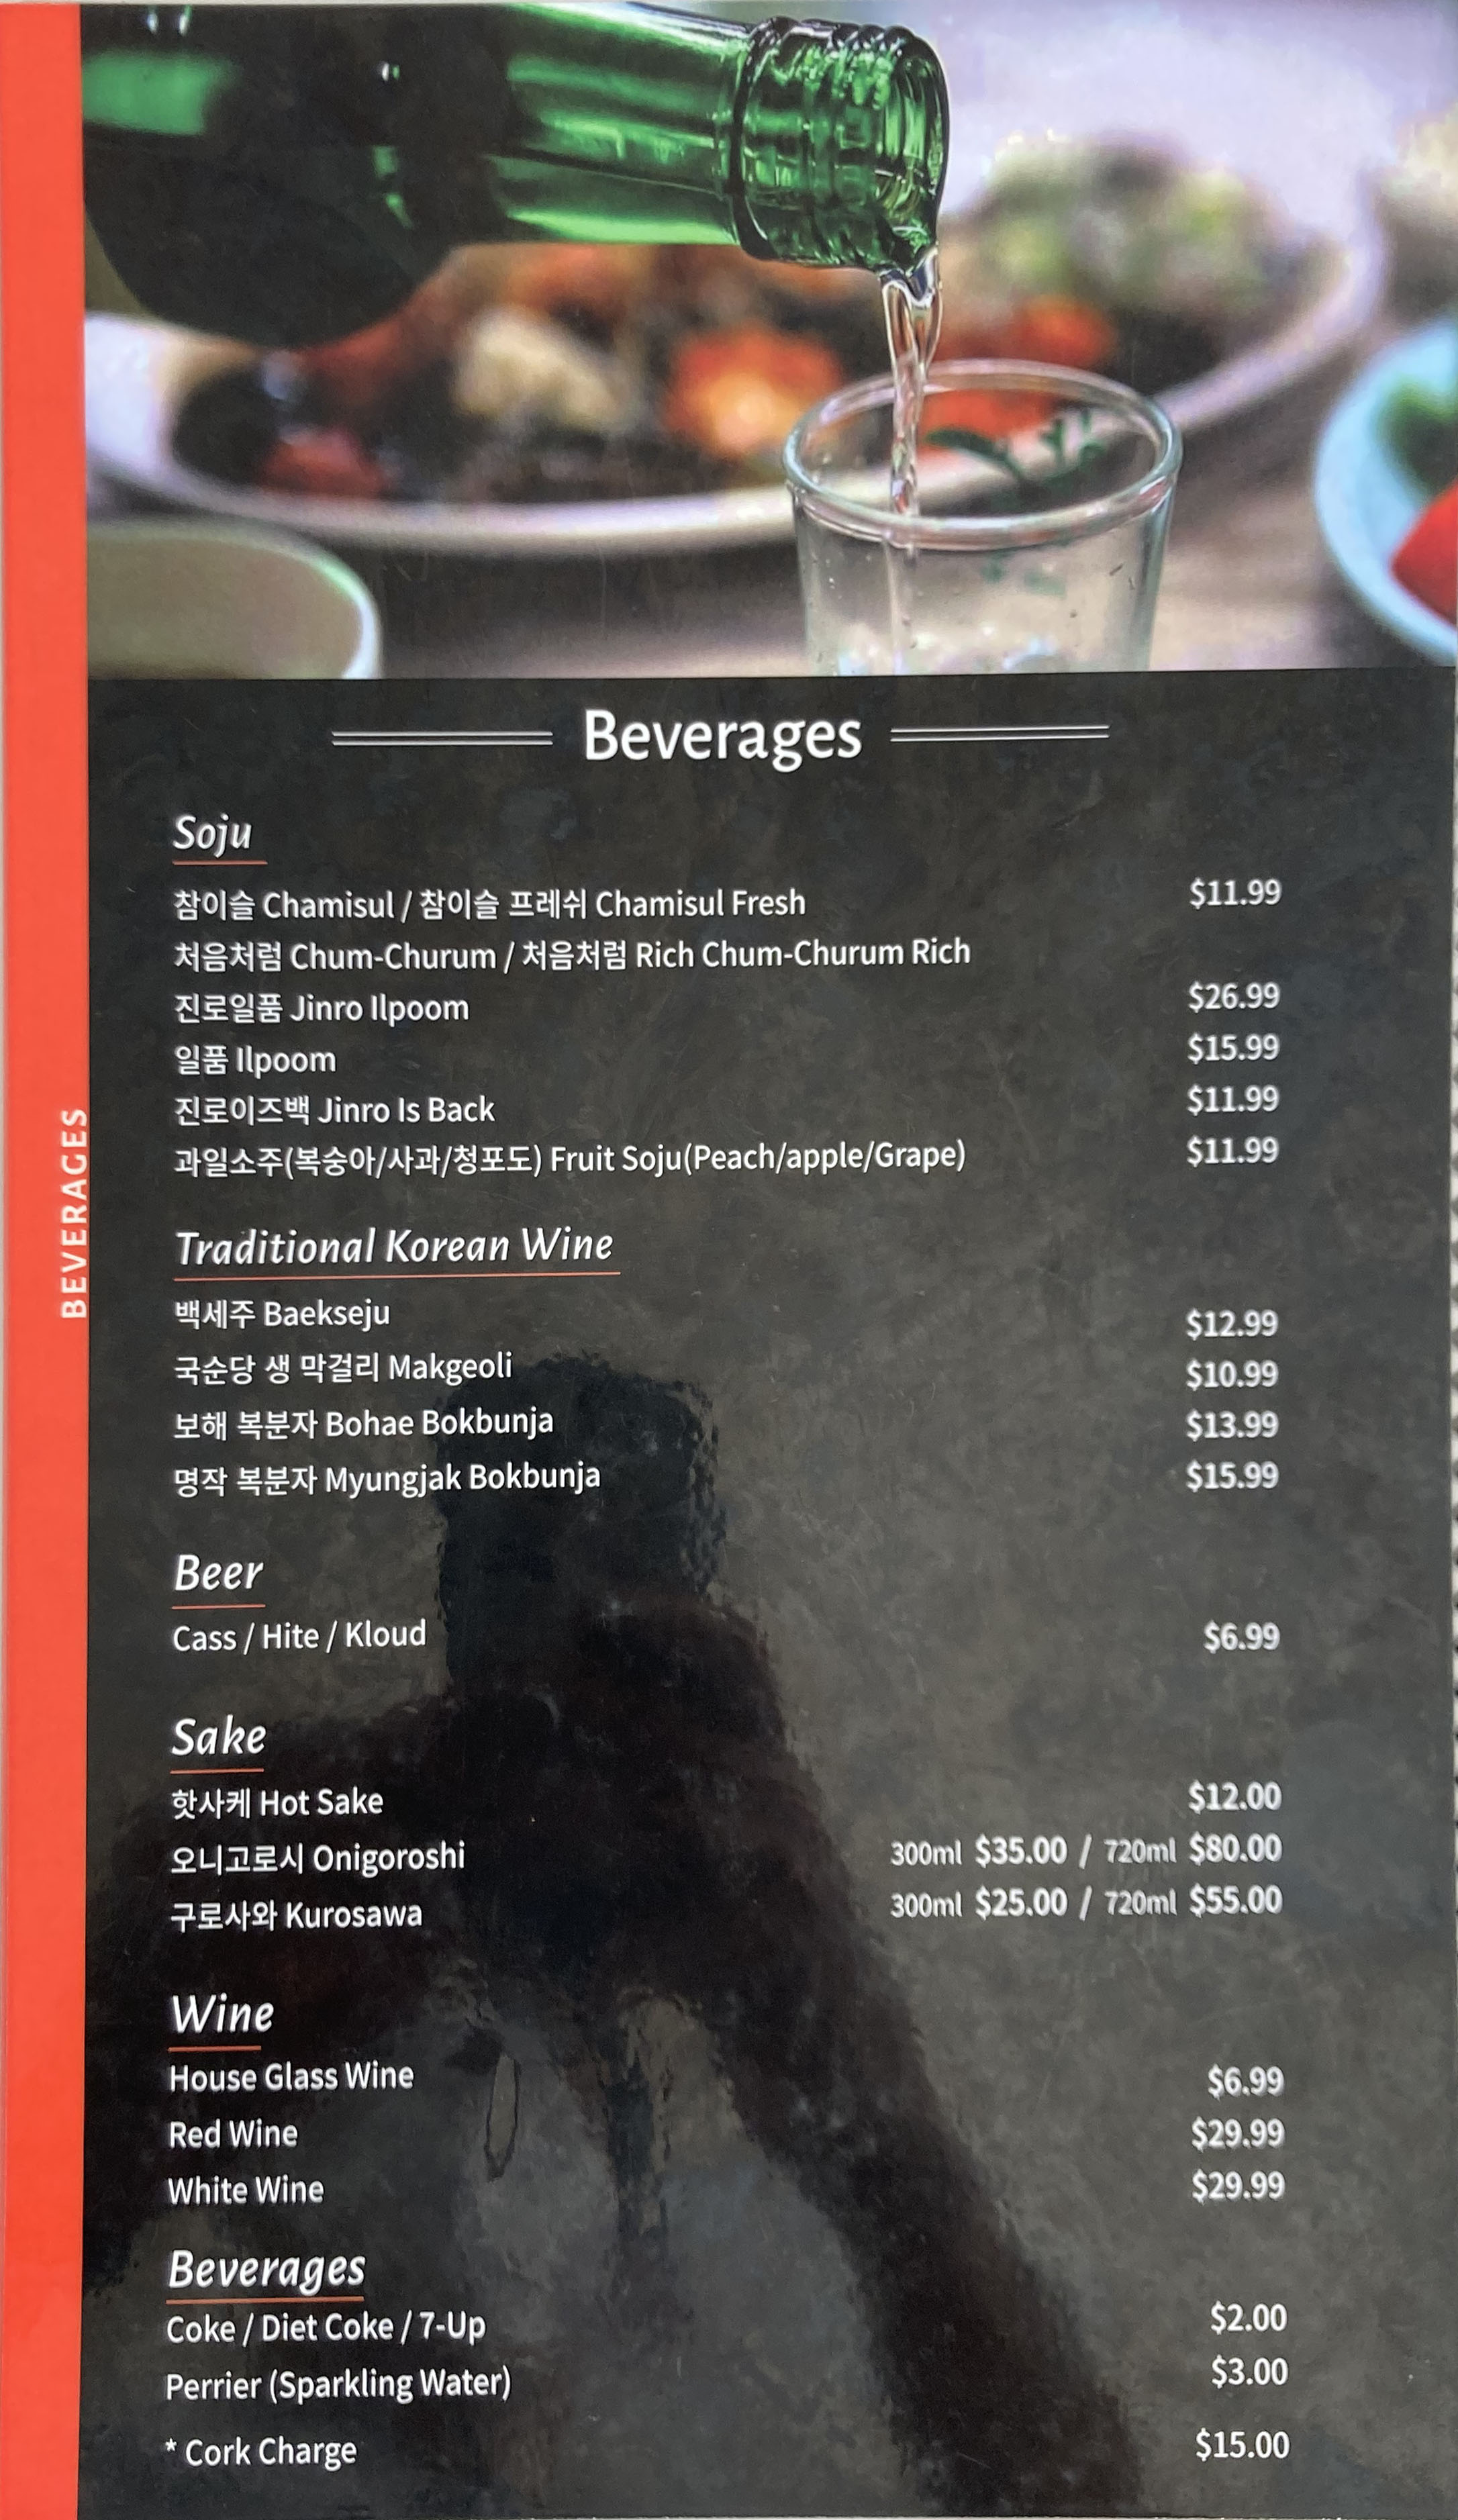 Beverages
Soju
참이슬 Chamisul / 참이슬 프레쉬 Chamisul Fresh $11.99
처음처럼 Chum-Churum / 처음처럼 Rich Chum-Churum Rich
진로일품 Jinro Ilpoom $26.99
일품 Ilpoom $15.99
진로이즈백 Jinro Is Back $11.99
과일소주(복숭아/사과/청포도) Fruit Soju(Peach/apple/Grape) $11.99
BEVERAGES
Traditional Korean Wine
백세주 Baekseju $12.99
국순당 생 막걸리 Makgeoli $10.99
보해 복분자 Bohae Bokbunja $13.99
명작 복분자 Myungjak Bokbunja $15.99
Beer
Cass / Hite / Kloud $6.99
Sake
핫사케 Hot Sake $12.00
오니고로시 Onigoroshi 300ml $35.00 / 720ml $80.00
구로사와 Kurosawa 300ml $25.00 / 720ml $55.00
Wine
House Glass Wine $6.99
Red Wine $29.99
White Wine $29.99
Beverages
Coke / Diet Coke / 7-Up $2.00
Perrier (Sparkling Water) $3.00
* Cork Charge $15.00